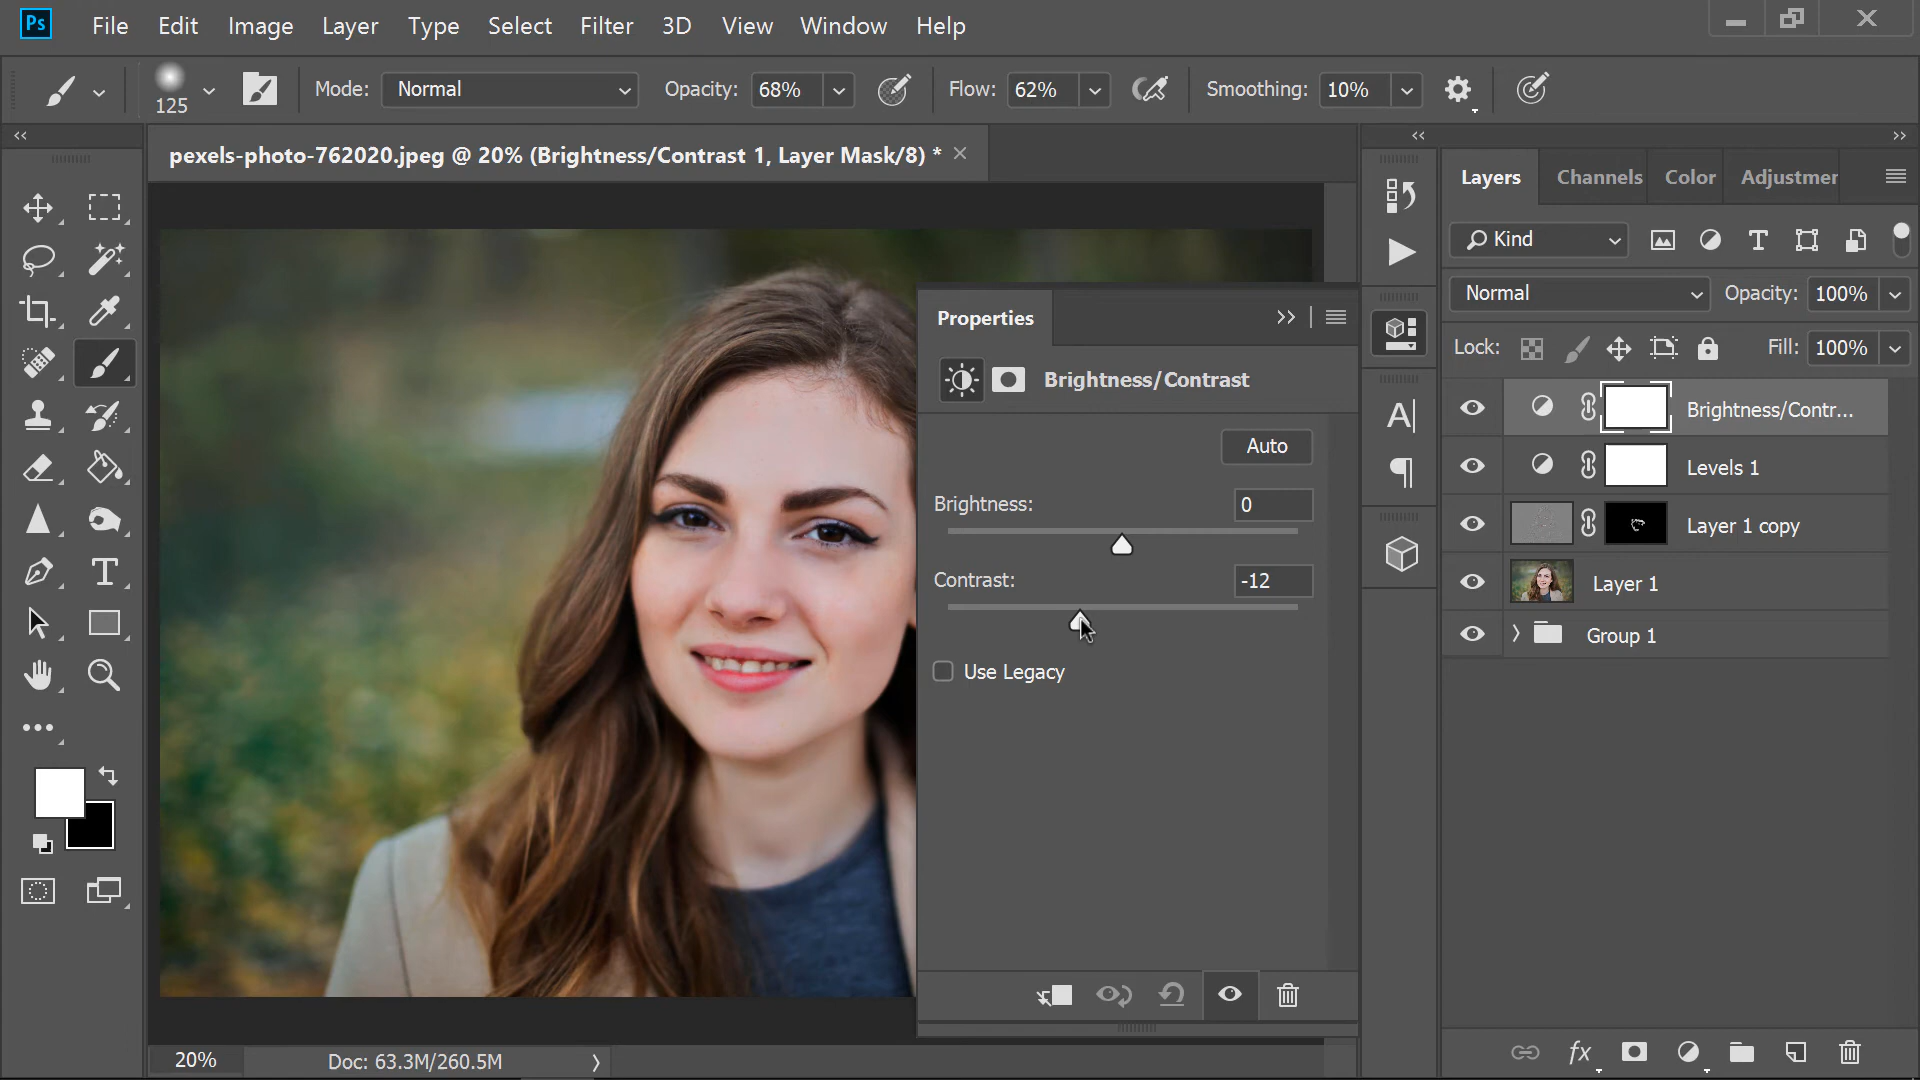 Ps File Edit Image Layer Type Select Filter 3D View Window Help
125 Mode: Normal Opacity: 68% Flow: 62% Smoothing: 10%
pexels-photo-762020.jpeg @ 20% (Brightness/Contrast 1, Layer Mask/8) *
Properties
Brightness/Contrast
Auto
Brightness: 0
Contrast: -12
Use Legacy
Layers Channels Color Adjustmer
Kind
Normal Opacity: 100%
Lock: Fill: 100%
Brightness/Contr...
Levels 1
Layer 1 copy
Layer 1
Group 1
fx
20% Doc: 63.3M/260.5M